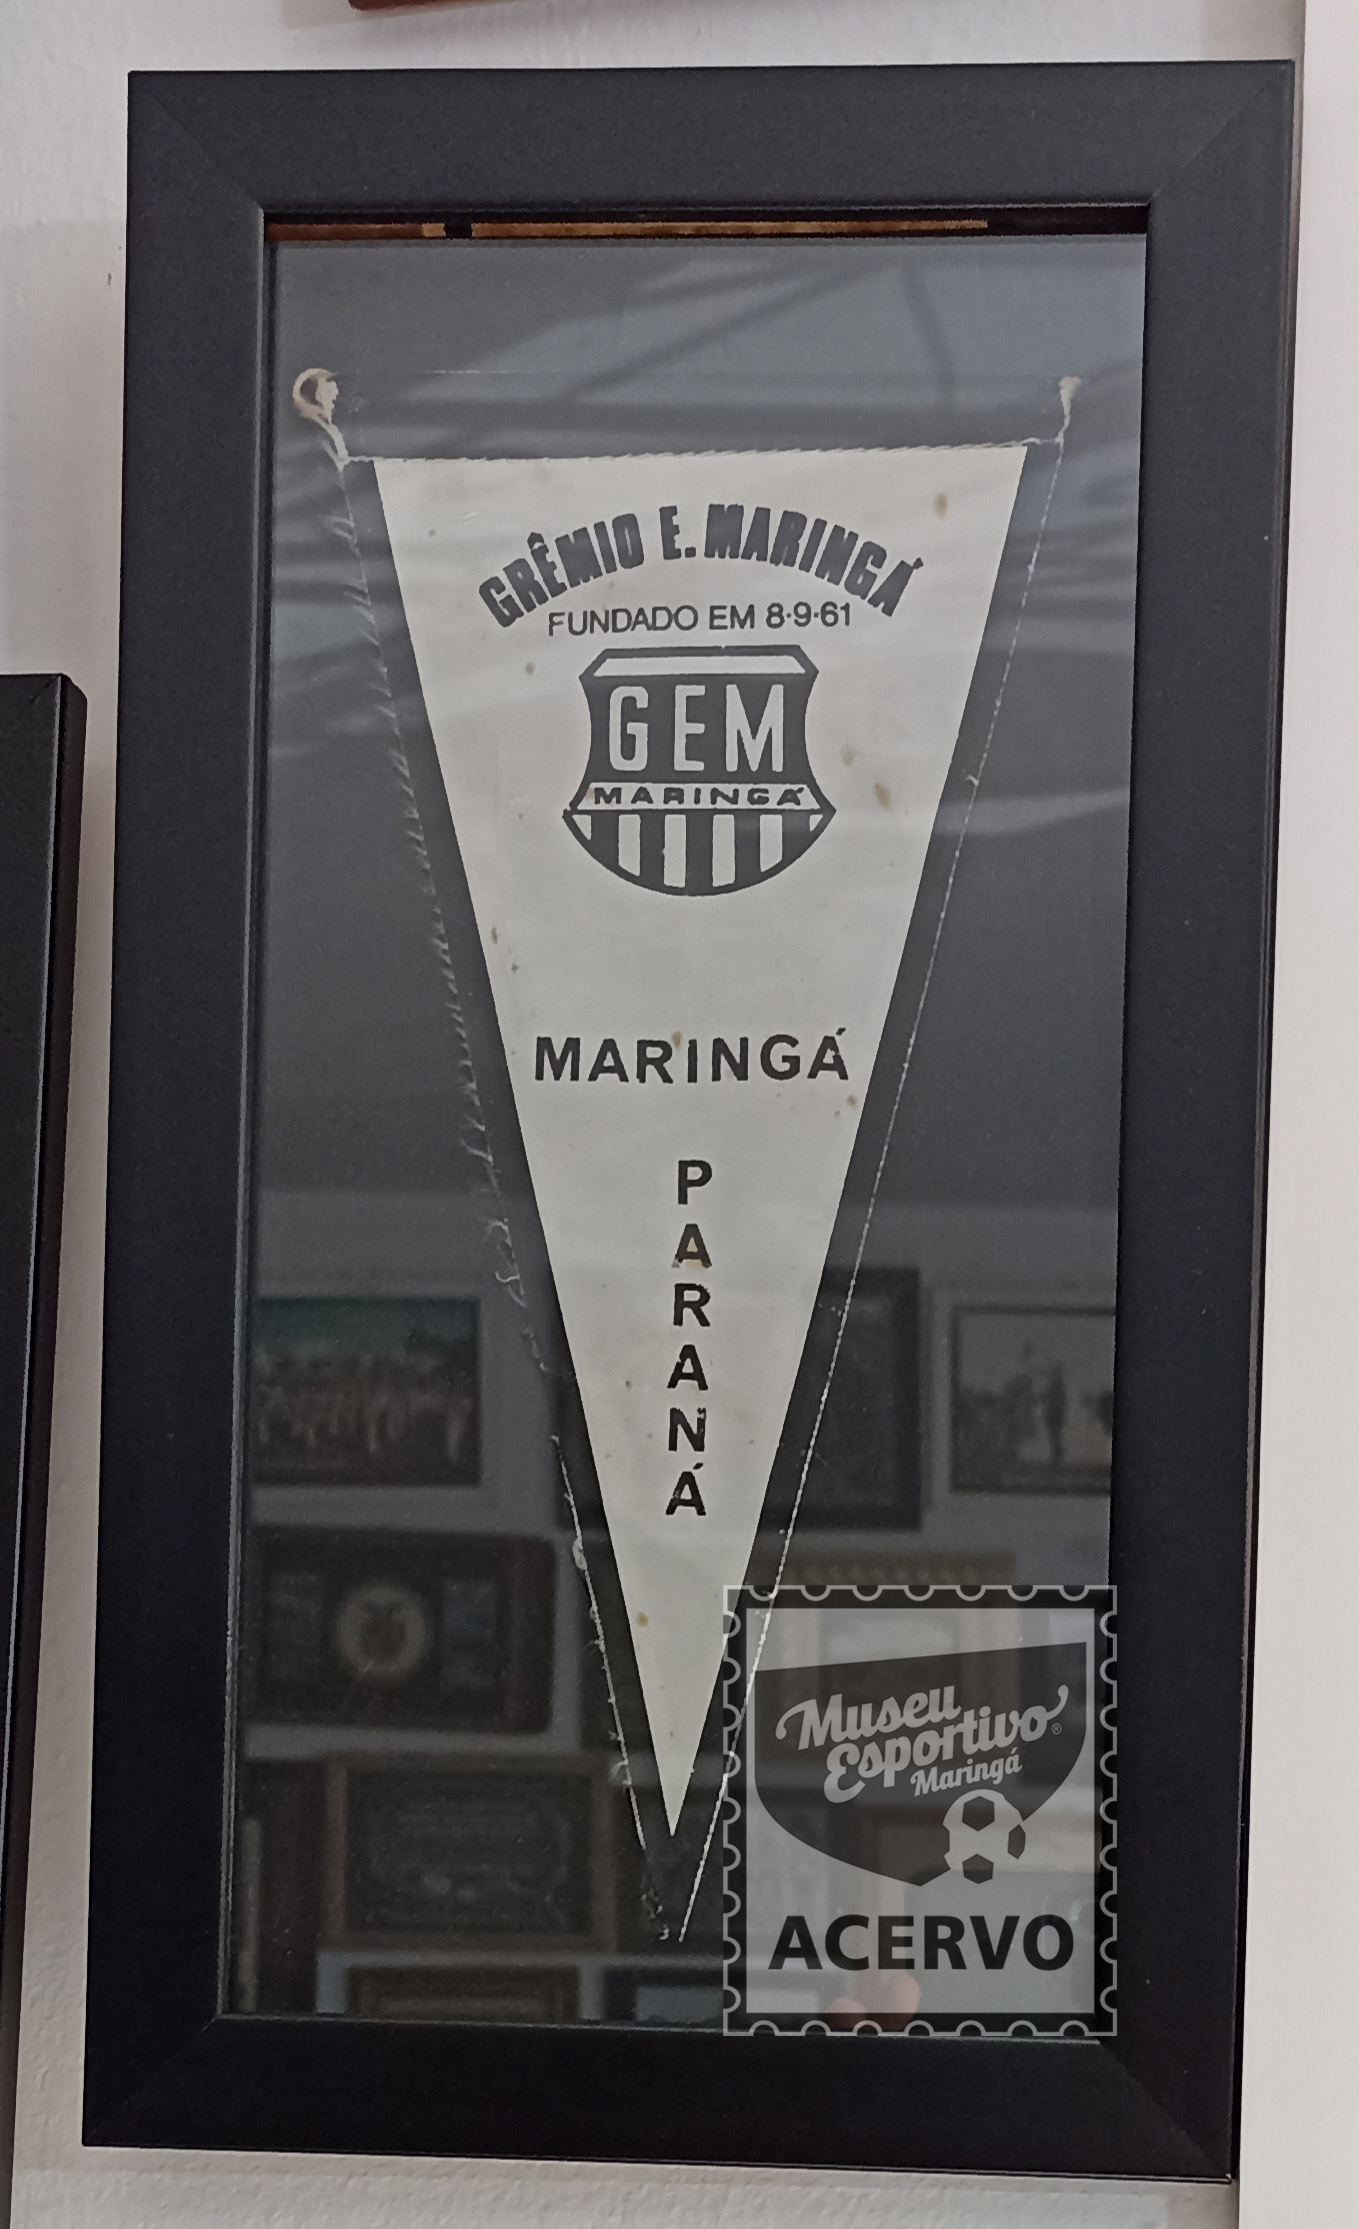 GRÊMIO E. MARINGÁ
FUNDADO EM 8-9-61
GEM
MARINGÁ
MARINGÁ
P
A
R
A
N
Á
Museu
Esportivo®
Maringá
ACERVO